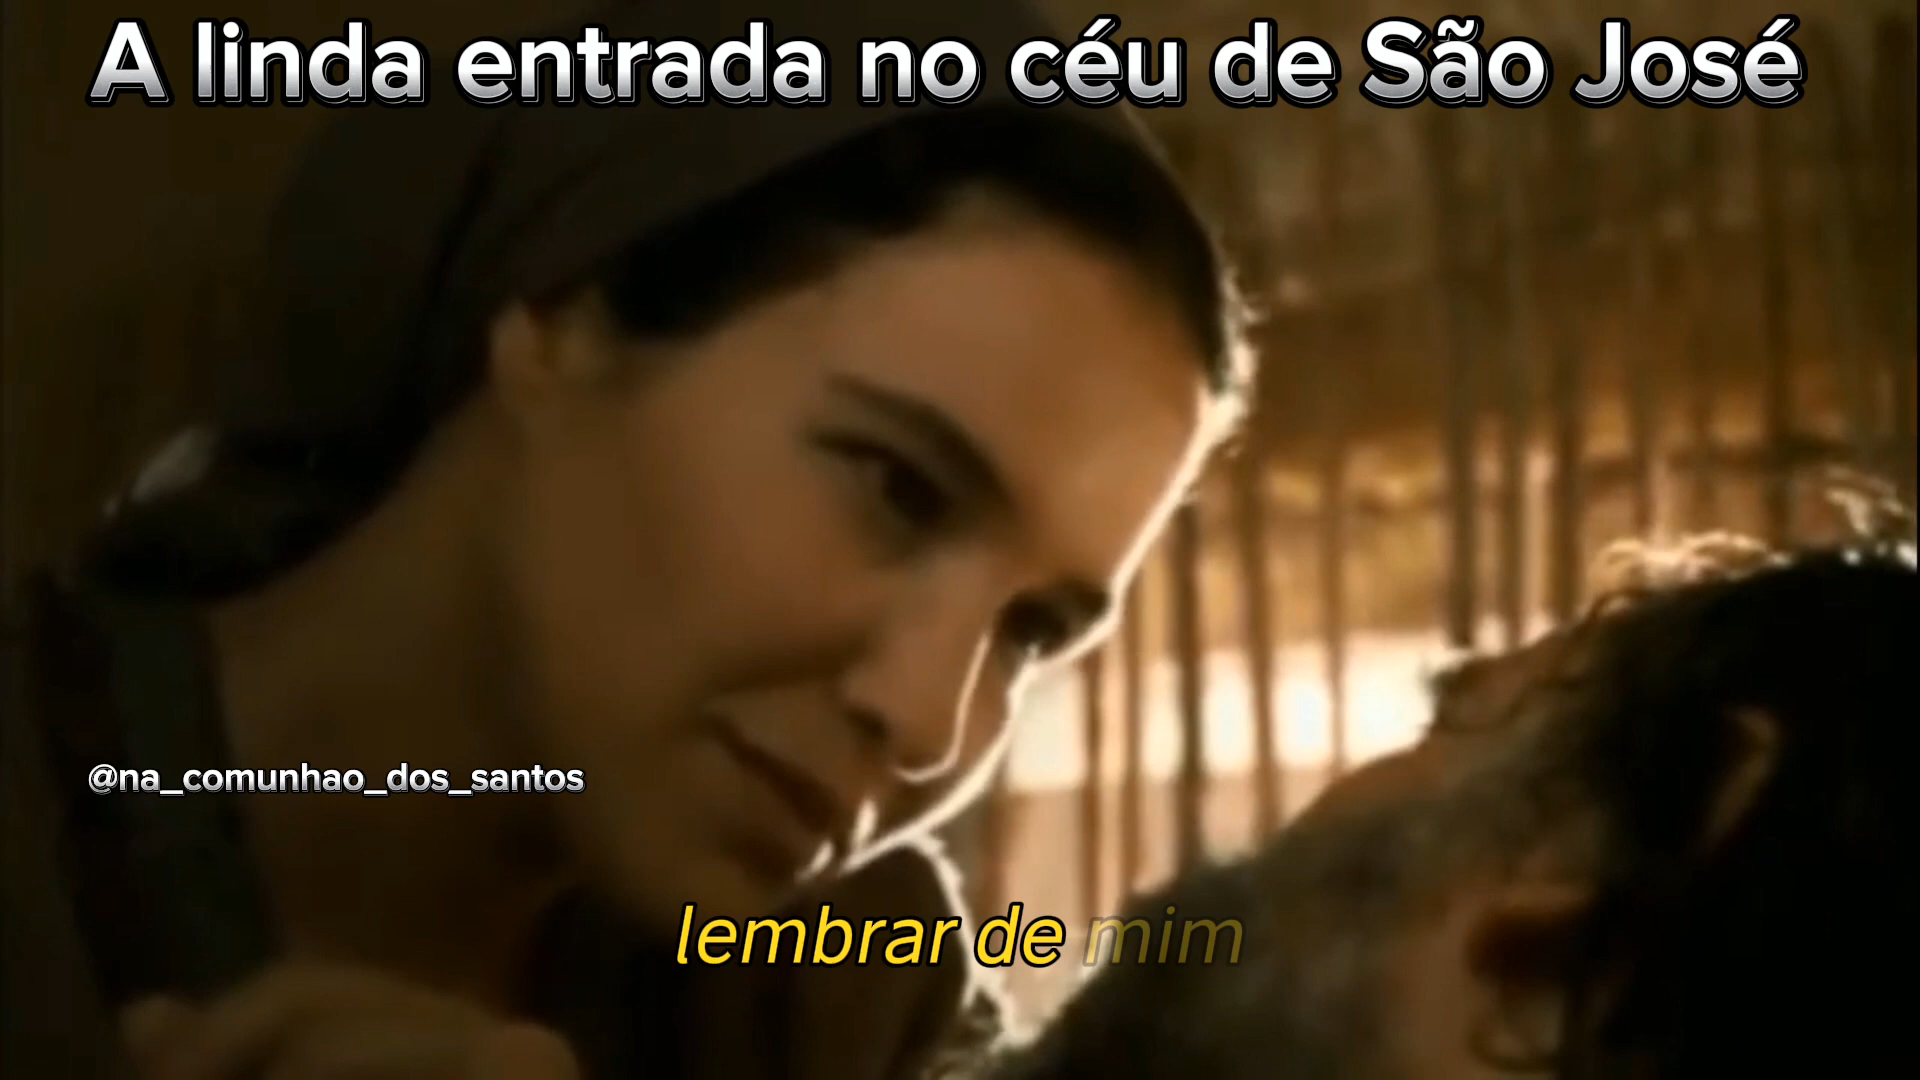 A linda entrada no céu de São José
@na_comunhao_dos_santos
lembrar de mim